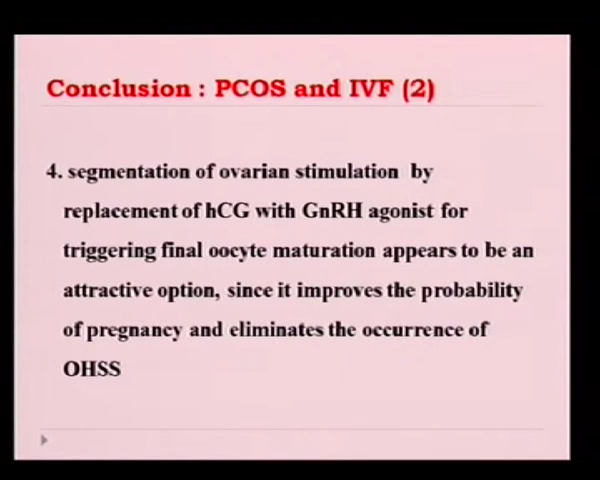 Conclusion : PCOS and IVF (2)
4. segmentation of ovarian stimulation by
replacement of hCG with GnRH agonist for
triggering final oocyte maturation appears to be an
attractive option, since it improves the probability
of pregnancy and eliminates the occurrence of
OHSS